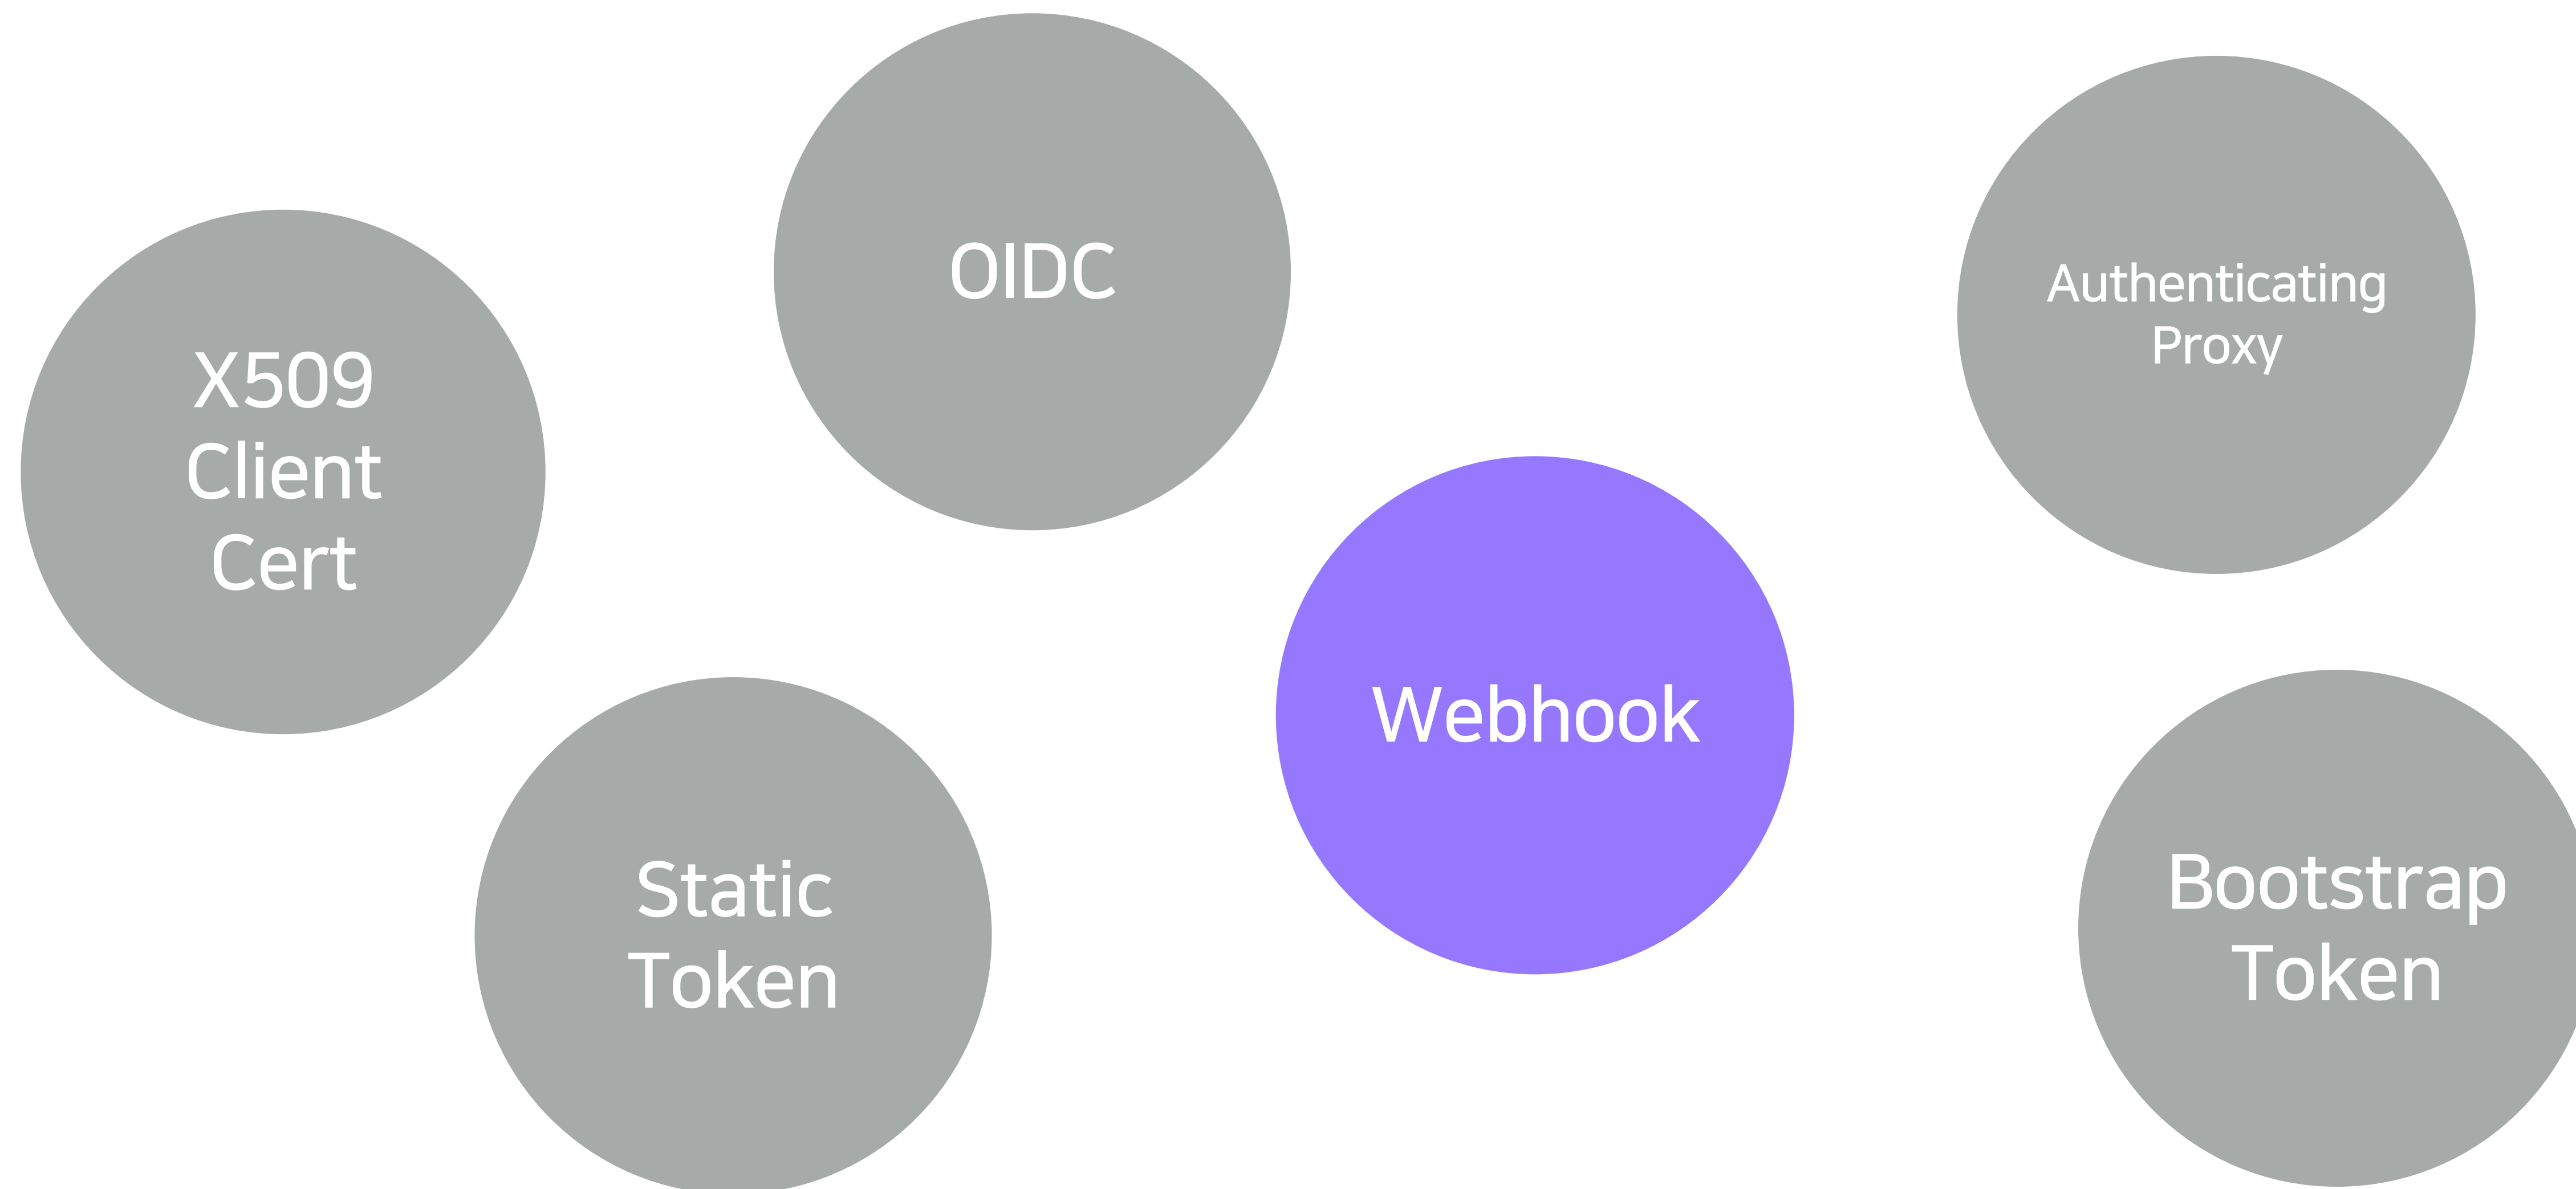 X509
Client
Cert
OIDC
Authenticating
Proxy
Static
Token
Webhook
Bootstrap
Token